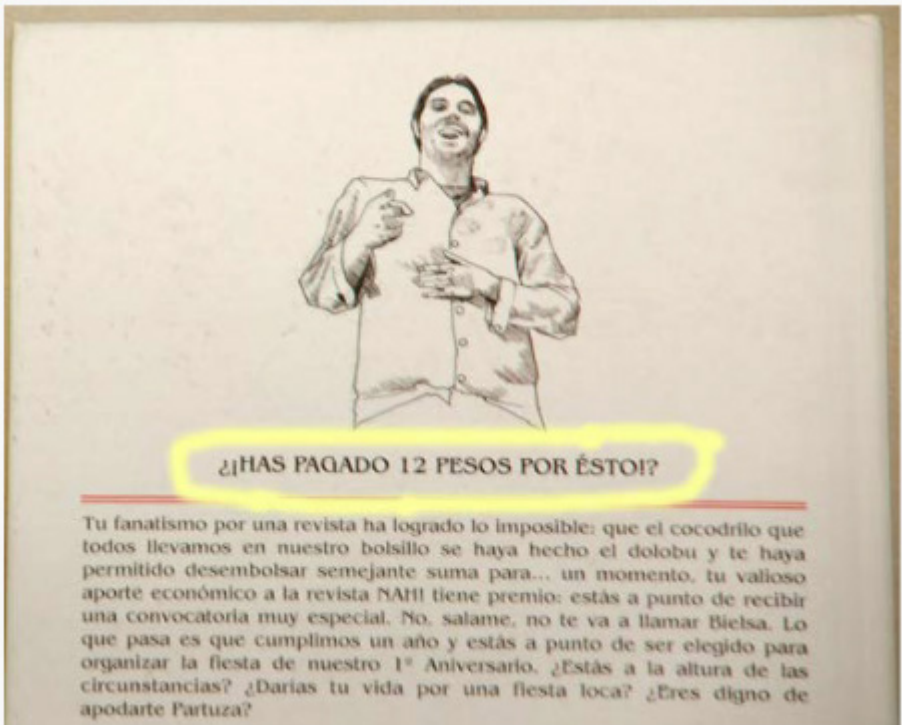 ¿¡HAS PAGADO 12 PESOS POR ÉSTO!?
Tu fanatismo por una revista ha logrado lo imposible: que el cocodrilo que
todos llevamos en nuestro bolsillo se haya hecho el dolobu y te haya
permitido desembolsar semejante suma para... un momento, tu valioso
aporte económico a la revista NAH! tiene premio: estás a punto de recibir
una convocatoria muy especial. No, salame, no te va a llamar Bielsa. Lo
que pasa es que cumplimos un año y estás a punto de ser elegido para
organizar la fiesta de nuestro 1º Aniversario. ¿Estás a la altura de las
circunstancias? ¿Darías tu vida por una fiesta loca? ¿Eres digno de
apodarte Partuza?